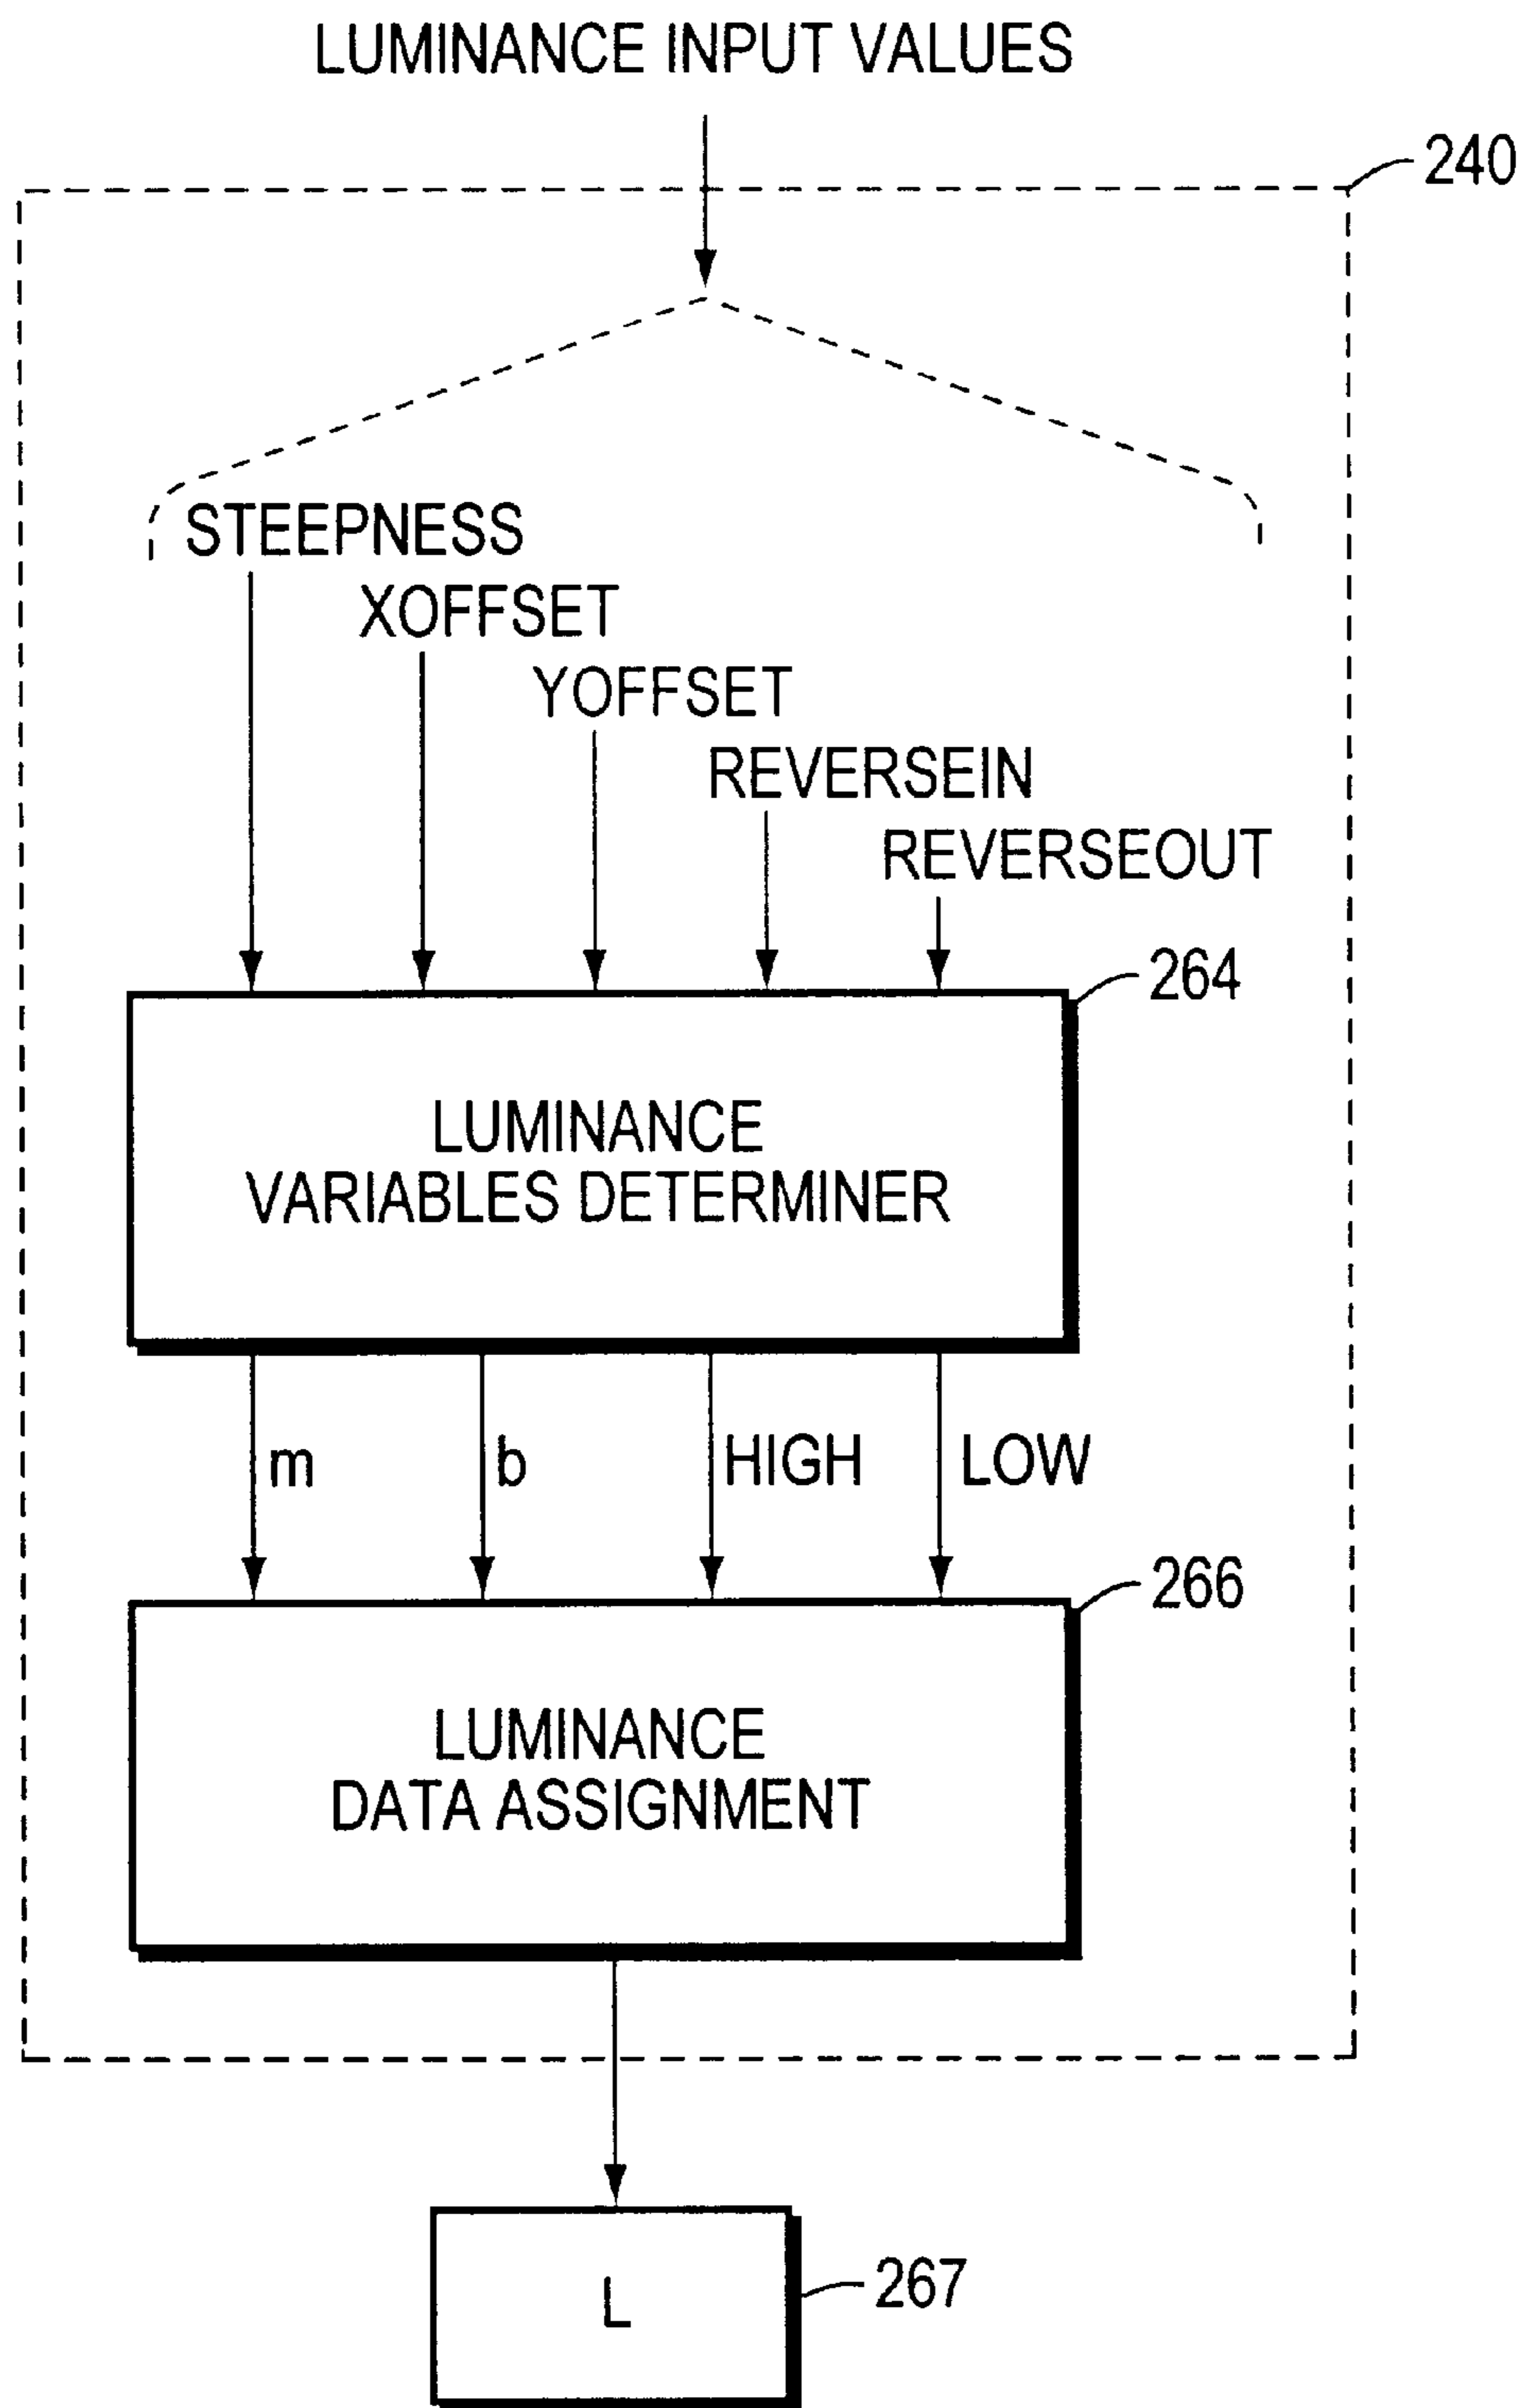 LUMINANCE INPUT VALUES
240
STEEPNESS
XOFFSET
YOFFSET
REVERSEIN
REVERSEOUT
264
LUMINANCE
VARIABLES DETERMINER
m
b
HIGH
LOW
266
LUMINANCE
DATA ASSIGNMENT
L
267